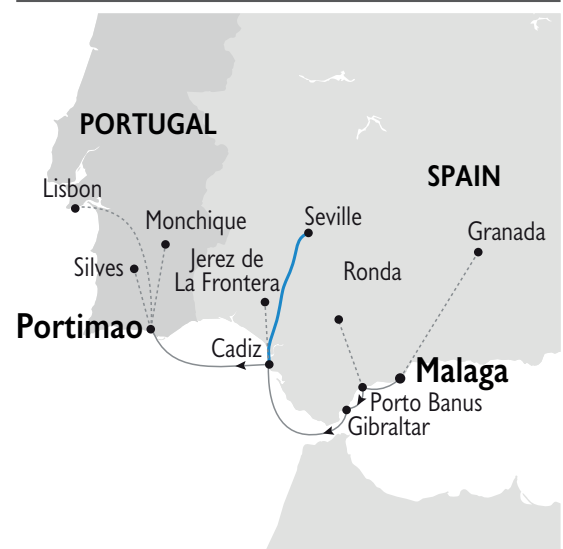 PORTUGAL
SPAIN
Lisbon
Monchique
Seville
Granada
Silves
Jerez de
La Frontera
Ronda
Portimao
Cadiz
Malaga
Porto Banus
Gibraltar